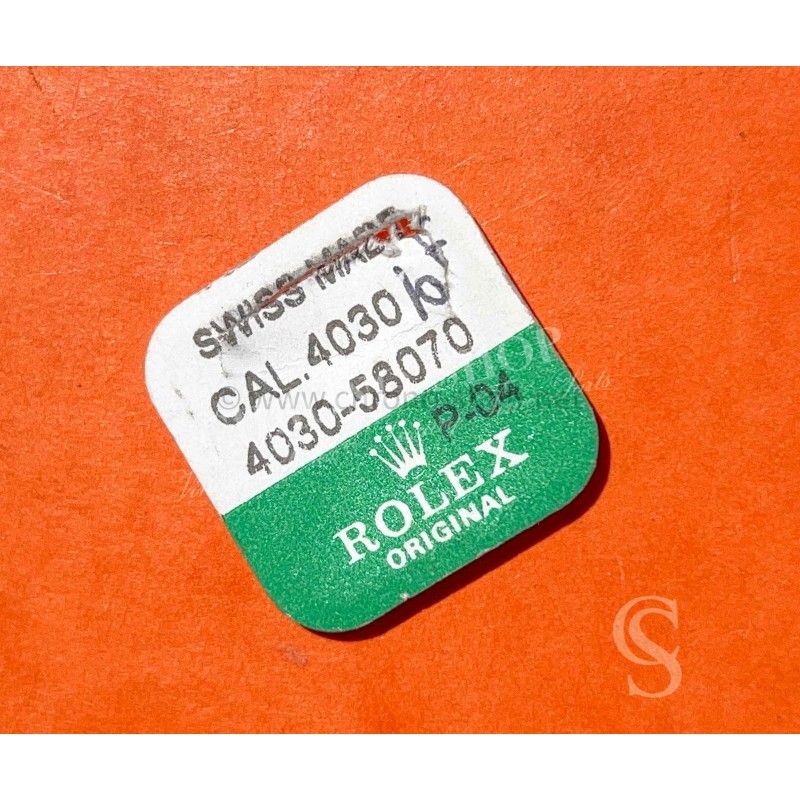 SWISS MADE
CAL. 4030
4030-58070
P-04
ROLEX
ORIGINAL